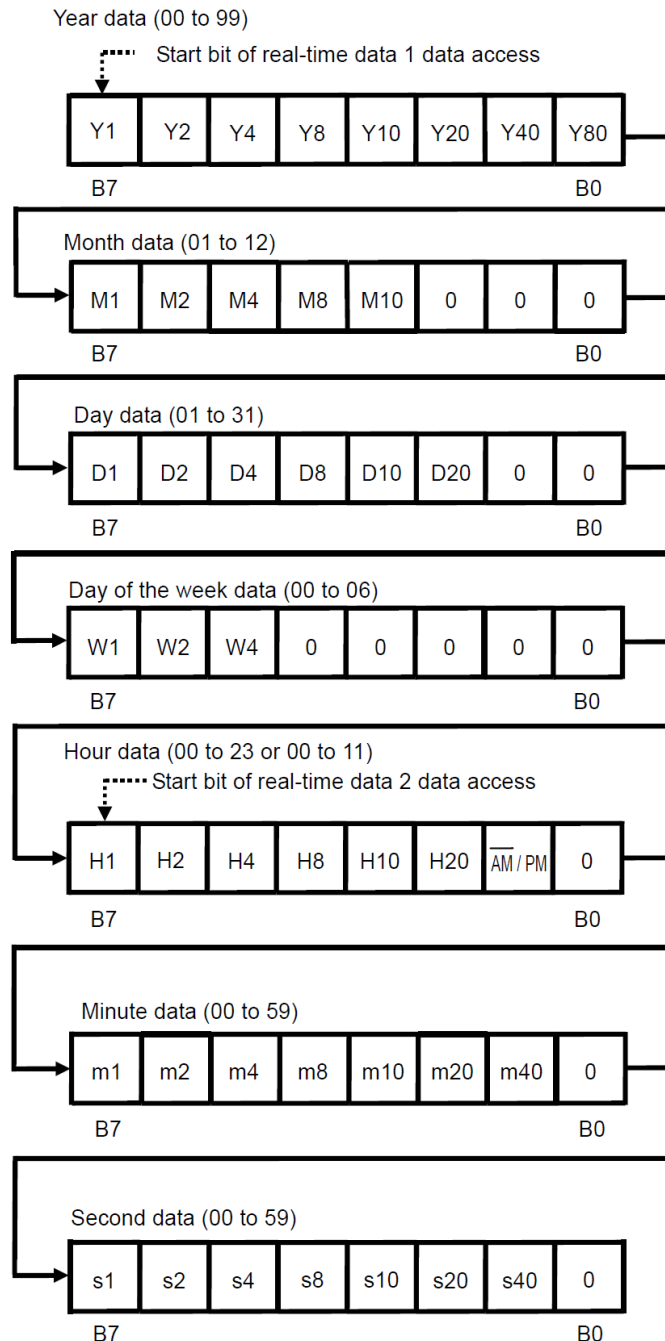 Year data (00 to 99)
Start bit of real-time data 1 data access
Y1 Y2 Y4 Y8 Y10 Y20 Y40 Y80
B7 B0
Month data (01 to 12)
M1 M2 M4 M8 M10 0 0 0
B7 B0
Day data (01 to 31)
D1 D2 D4 D8 D10 D20 0 0
B7 B0
Day of the week data (00 to 06)
W1 W2 W4 0 0 0 0 0
B7 B0
Hour data (00 to 23 or 00 to 11)
Start bit of real-time data 2 data access
H1 H2 H4 H8 H10 H20 A̅M̅ / PM 0
B7 B0
Minute data (00 to 59)
m1 m2 m4 m8 m10 m20 m40 0
B7 B0
Second data (00 to 59)
s1 s2 s4 s8 s10 s20 s40 0
B7 B0